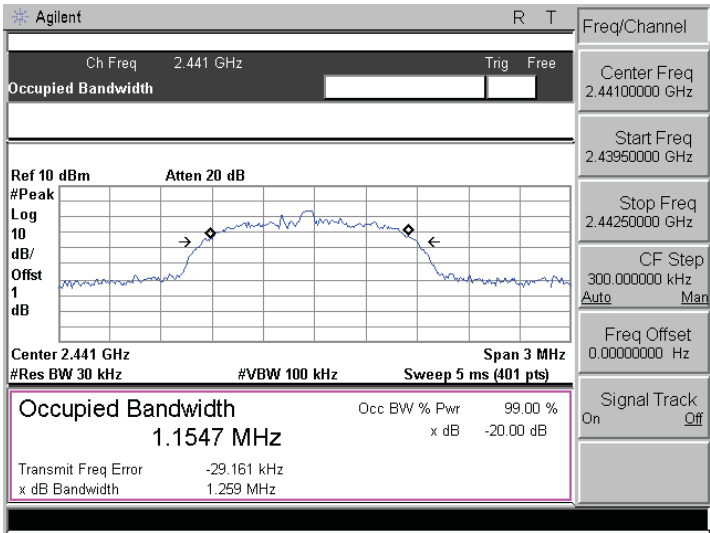 Agilent R T
Freq/Channel
Ch Freq 2.441 GHz Trig Free
Occupied Bandwidth
Center Freq
2.44100000 GHz
Start Freq
2.43950000 GHz
Stop Freq
2.44250000 GHz
CF Step
300.000000 kHz
Auto Man
Freq Offset
0.00000000 Hz
Signal Track
On Off
Ref 10 dBm Atten 20 dB
#Peak
Log
10
dB/
Offst
1
dB
Center 2.441 GHz Span 3 MHz
#Res BW 30 kHz #VBW 100 kHz Sweep 5 ms (401 pts)
Occupied Bandwidth Occ BW % Pwr 99.00 %
1.1547 MHz x dB -20.00 dB
Transmit Freq Error -29.161 kHz
x dB Bandwidth 1.259 MHz